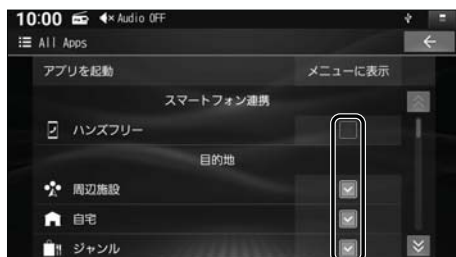 10:00 Audio OFF
All Apps
アプリを起動 メニューに表示
スマートフォン連携
ハンズフリー
目的地
周辺施設
自宅
ジャンル